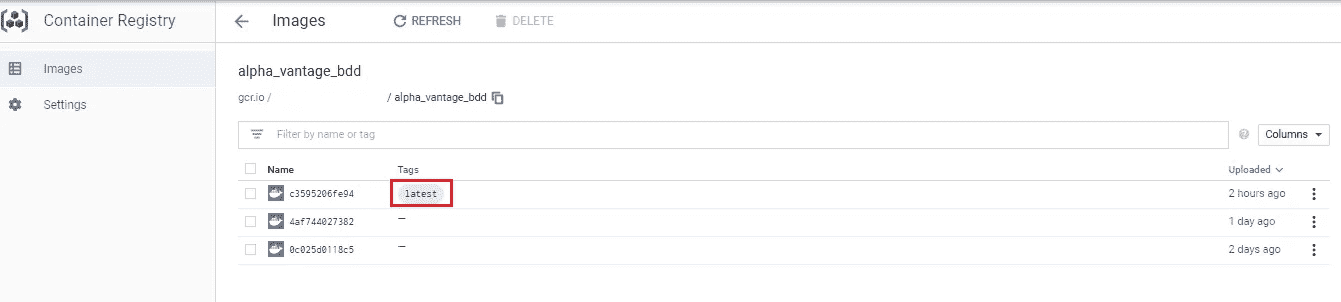 Container Registry
Images
REFRESH
DELETE
Images
Settings
alpha_vantage_bdd
gcr.io / / alpha_vantage_bdd
Filter by name or tag
Columns
Name Tags Uploaded
c3595206fe94 latest 2 hours ago
4af744027382 — 1 day ago
0c025d0118c5 — 2 days ago